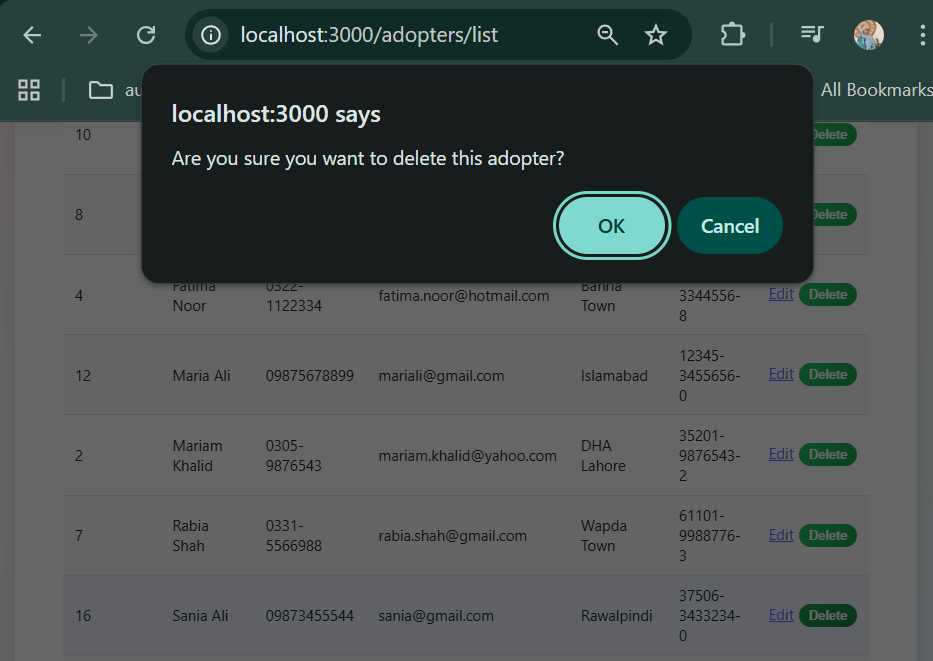 localhost:3000/adopters/list
All Bookmarks
localhost:3000 says
Are you sure you want to delete this adopter?
OK
Cancel
10
Delete
8
Delete
4
Fatima
Noor
0322-
1122334
fatima.noor@hotmail.com
Bahria
Town
3344556-
8
Edit
Delete
12
Maria Ali
09875678899
mariali@gmail.com
Islamabad
12345-
3455656-
0
Edit
Delete
2
Mariam
Khalid
0305-
9876543
mariam.khalid@yahoo.com
DHA
Lahore
35201-
9876543-
2
Edit
Delete
7
Rabia
Shah
0331-
5566988
rabia.shah@gmail.com
Wapda
Town
61101-
9988776-
3
Edit
Delete
16
Sania Ali
09873455544
sania@gmail.com
Rawalpindi
37506-
3433234-
0
Edit
Delete